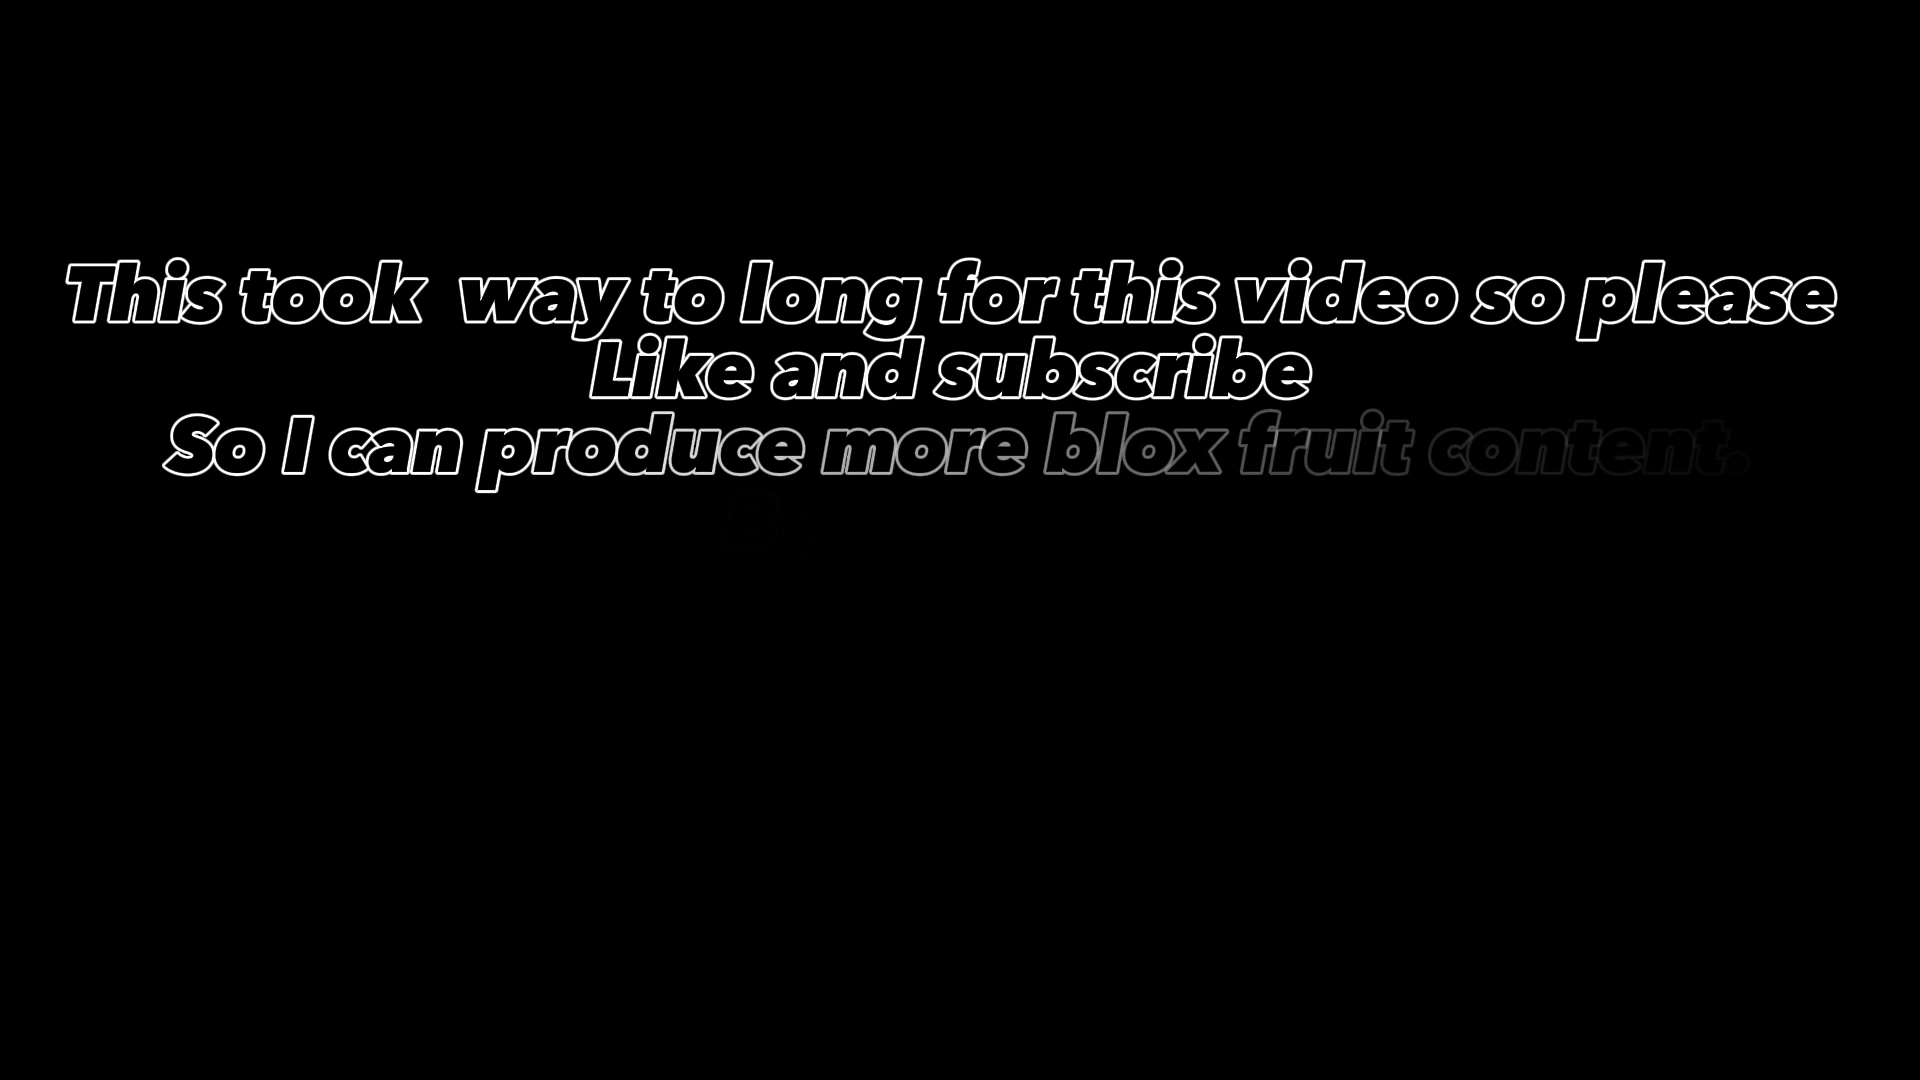 This took  way to long for this video so please
Like and subscribe
So I can produce more blox fruit content.